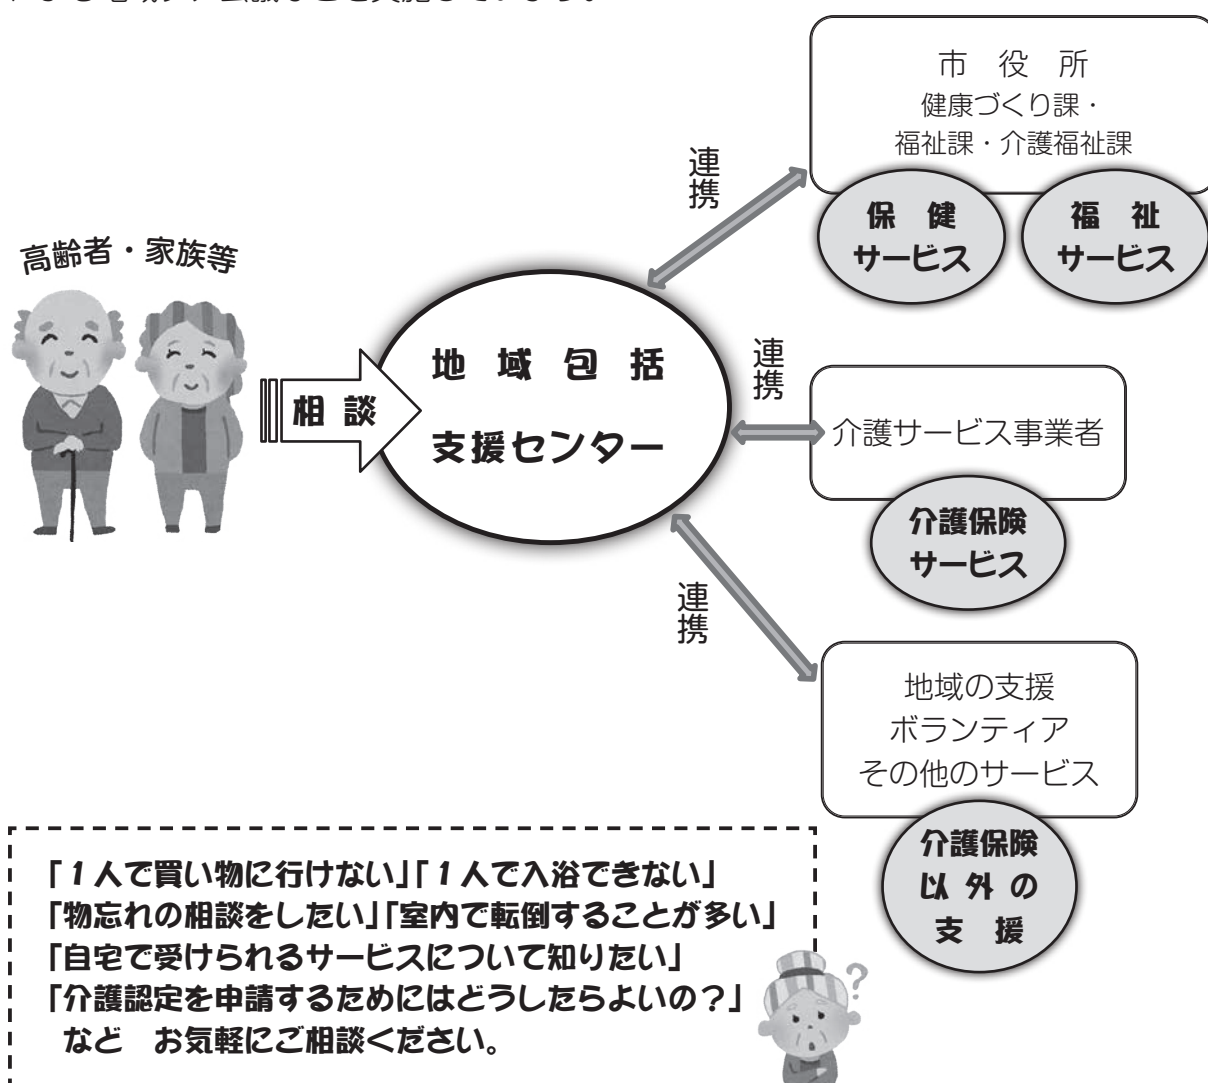 市役所
健康づくり課・
福祉課・介護福祉課
保健
サービス
福祉
サービス
連携
高齢者・家族等
相談
地域包括
支援センター
連携
介護サービス事業者
介護保険
サービス
連携
地域の支援
ボランティア
その他のサービス
介護保険
以外の
支援
「1人で買い物に行けない」「1人で入浴できない」
「物忘れの相談をしたい」「室内で転倒することが多い」
「自宅で受けられるサービスについて知りたい」
「介護認定を申請するためにはどうしたらよいの？」
など　お気軽にご相談ください。
？